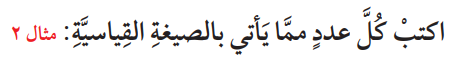 اكتبْ كُلَّ عددٍ ممَّا يَأتي بالصيغةِ القِياسيَّةِ: مثال ٢